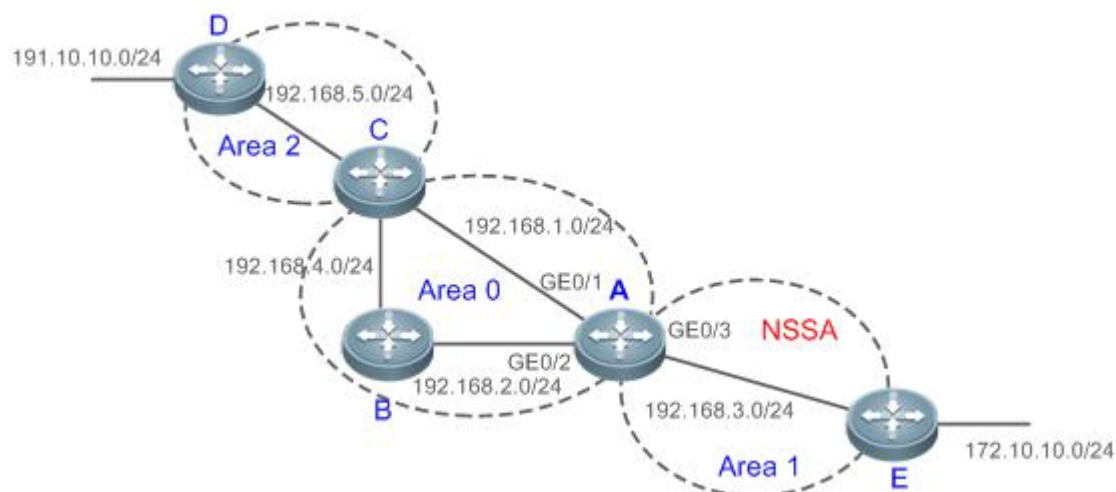 D
191.10.10.0/24
192.168.5.0/24
C
Area 2
192.168.1.0/24
192.168.4.0/24
GE0/1
Area 0
A
GE0/3
NSSA
GE0/2
192.168.2.0/24
B
192.168.3.0/24
172.10.10.0/24
Area 1
E